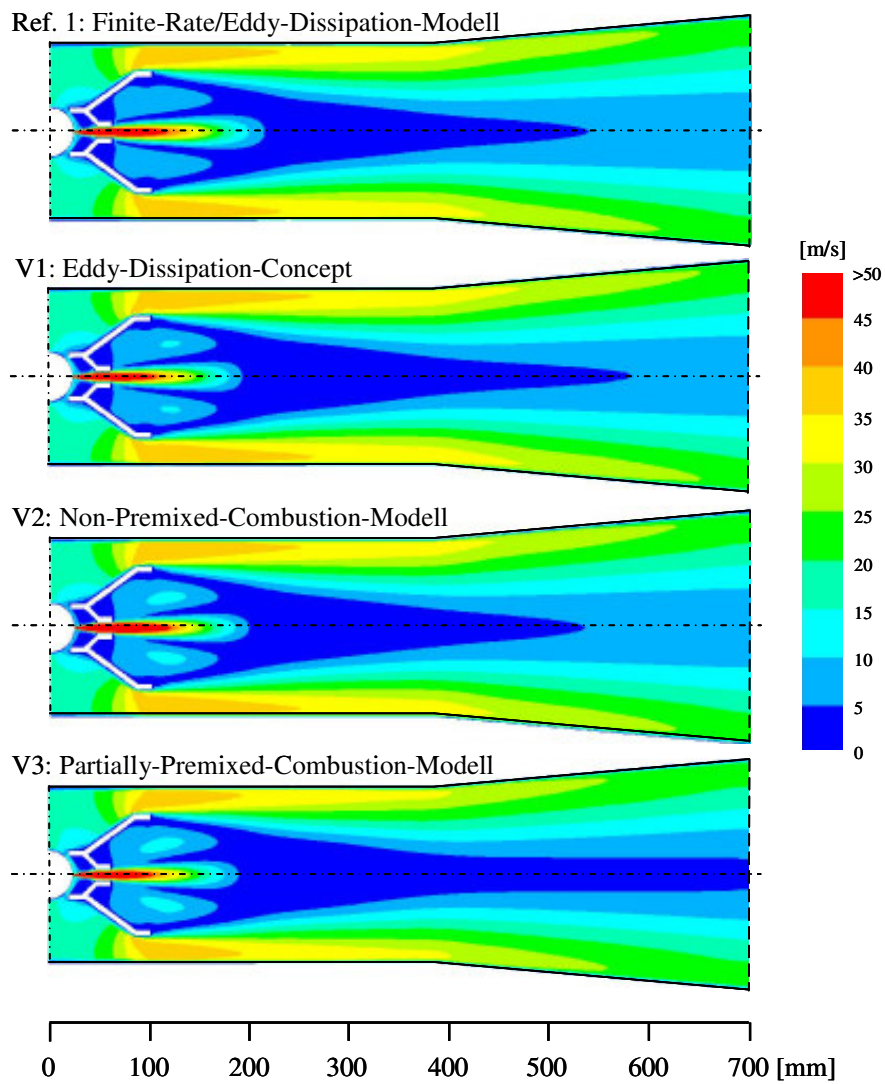 Ref. 1: Finite-Rate/Eddy-Dissipation-Modell
V1: Eddy-Dissipation-Concept
[m/s]
>50
45
40
35
30
25
20
15
10
5
0
V2: Non-Premixed-Combustion-Modell
V3: Partially-Premixed-Combustion-Modell
0 100 200 300 400 500 600 700 [mm]